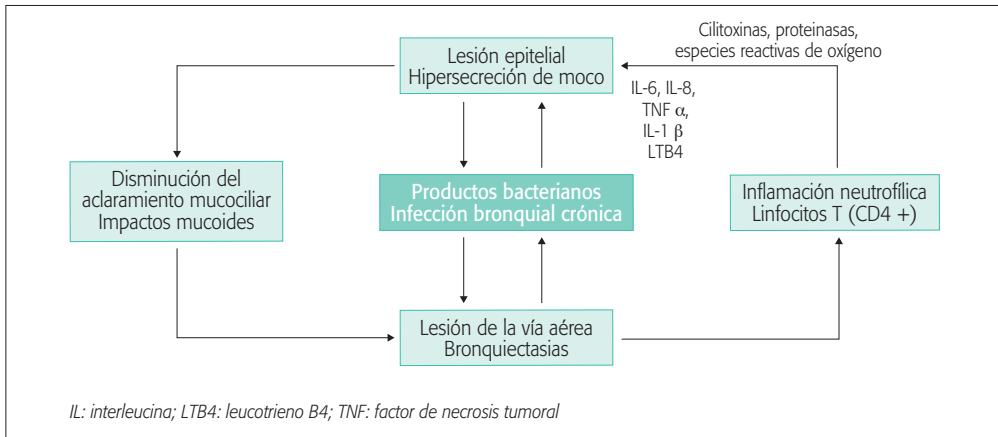 Cilitoxinas, proteinasas,
especies reactivas de oxígeno
Lesión epitelial
Hipersecreción de moco
IL-6, IL-8,
TNF α,
IL-1 β
LTB4
Disminución del
aclaramiento mucociliar
Impactos mucoides
Productos bacterianos
Infección bronquial crónica
Inflamación neutrofílica
Linfocitos T (CD4 +)
Lesión de la vía aérea
Bronquiectasias
IL: interleucina; LTB4: leucotrieno B4; TNF: factor de necrosis tumoral